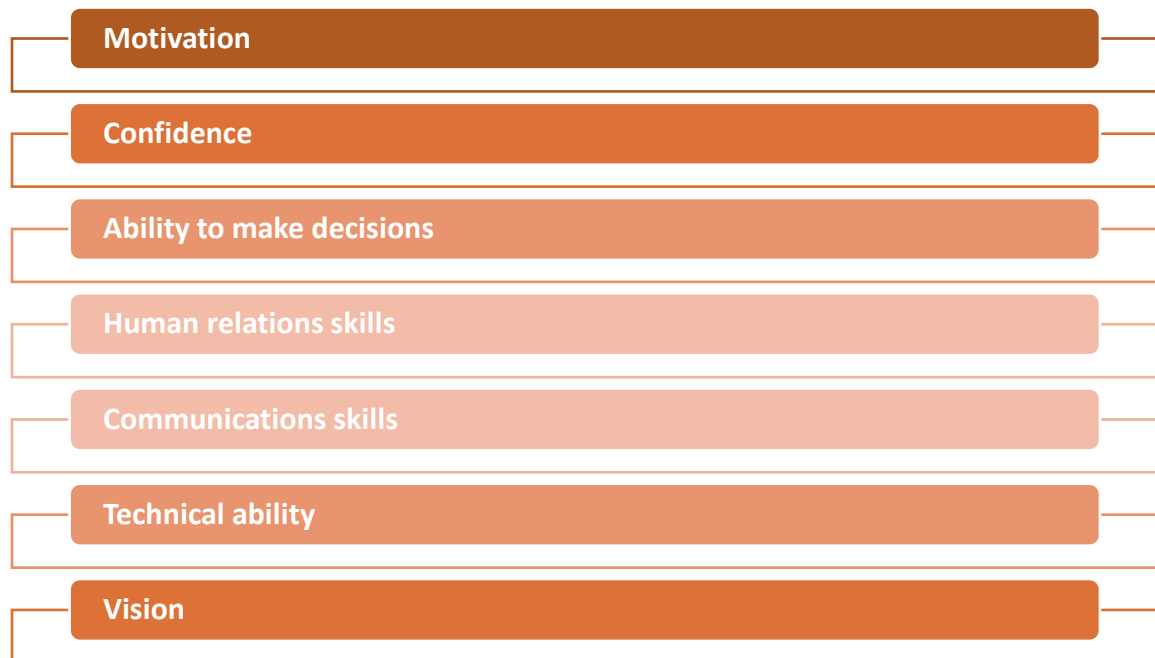 Motivation
Confidence
Ability to make decisions
Human relations skills
Communications skills
Technical ability
Vision